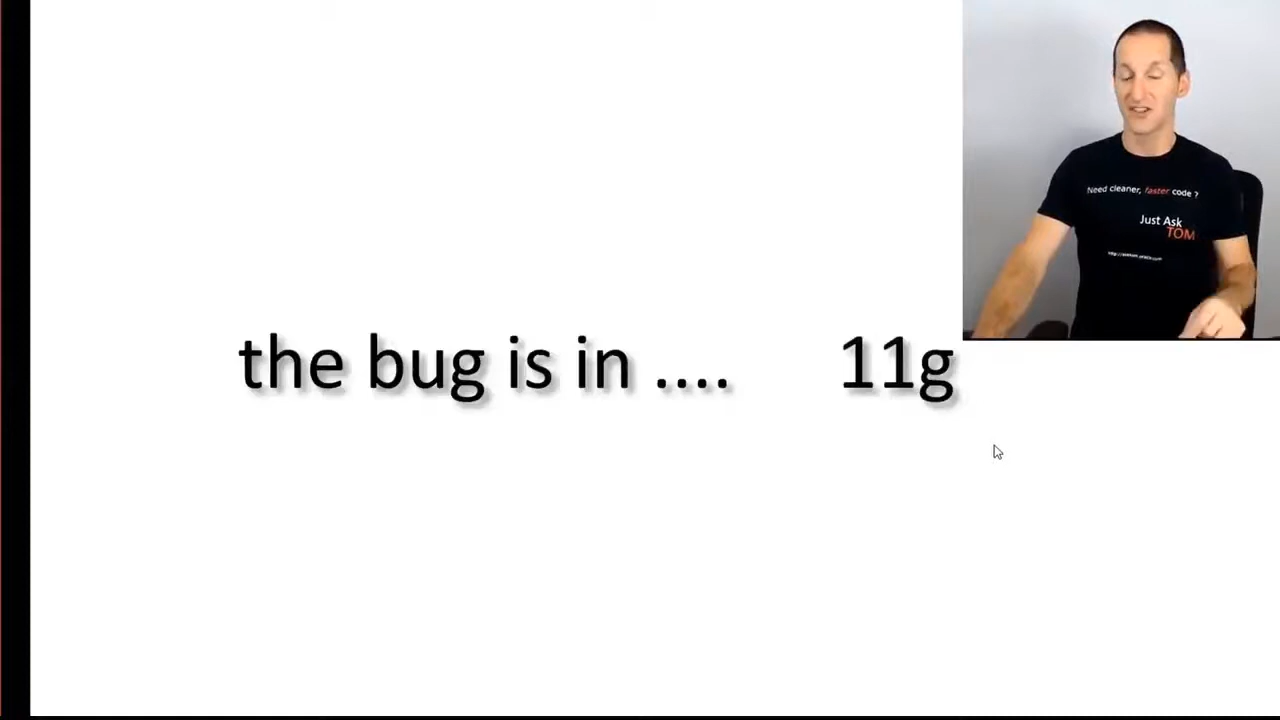 Need cleaner, faster code ?
Just Ask
TOM
the bug is in .... 11g